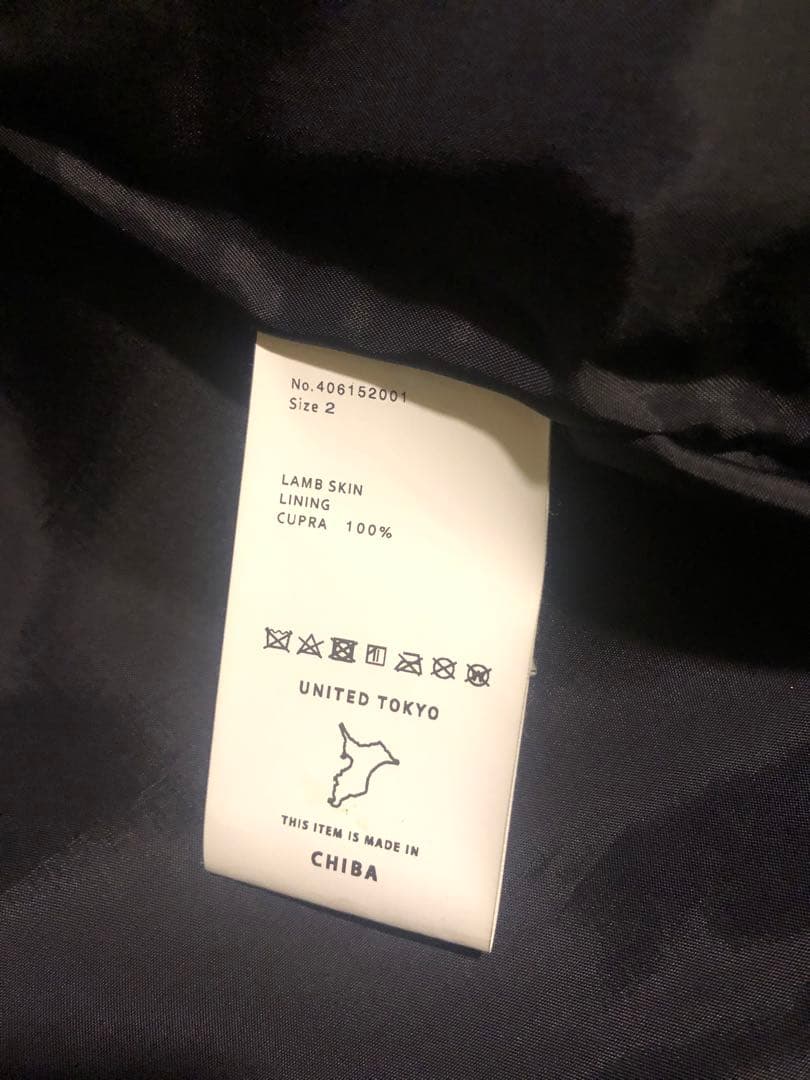 No.406152001
Size 2
LAMB SKIN
LINING
CUPRA 100%
UNITED TOKYO
THIS ITEM IS MADE IN
CHIBA